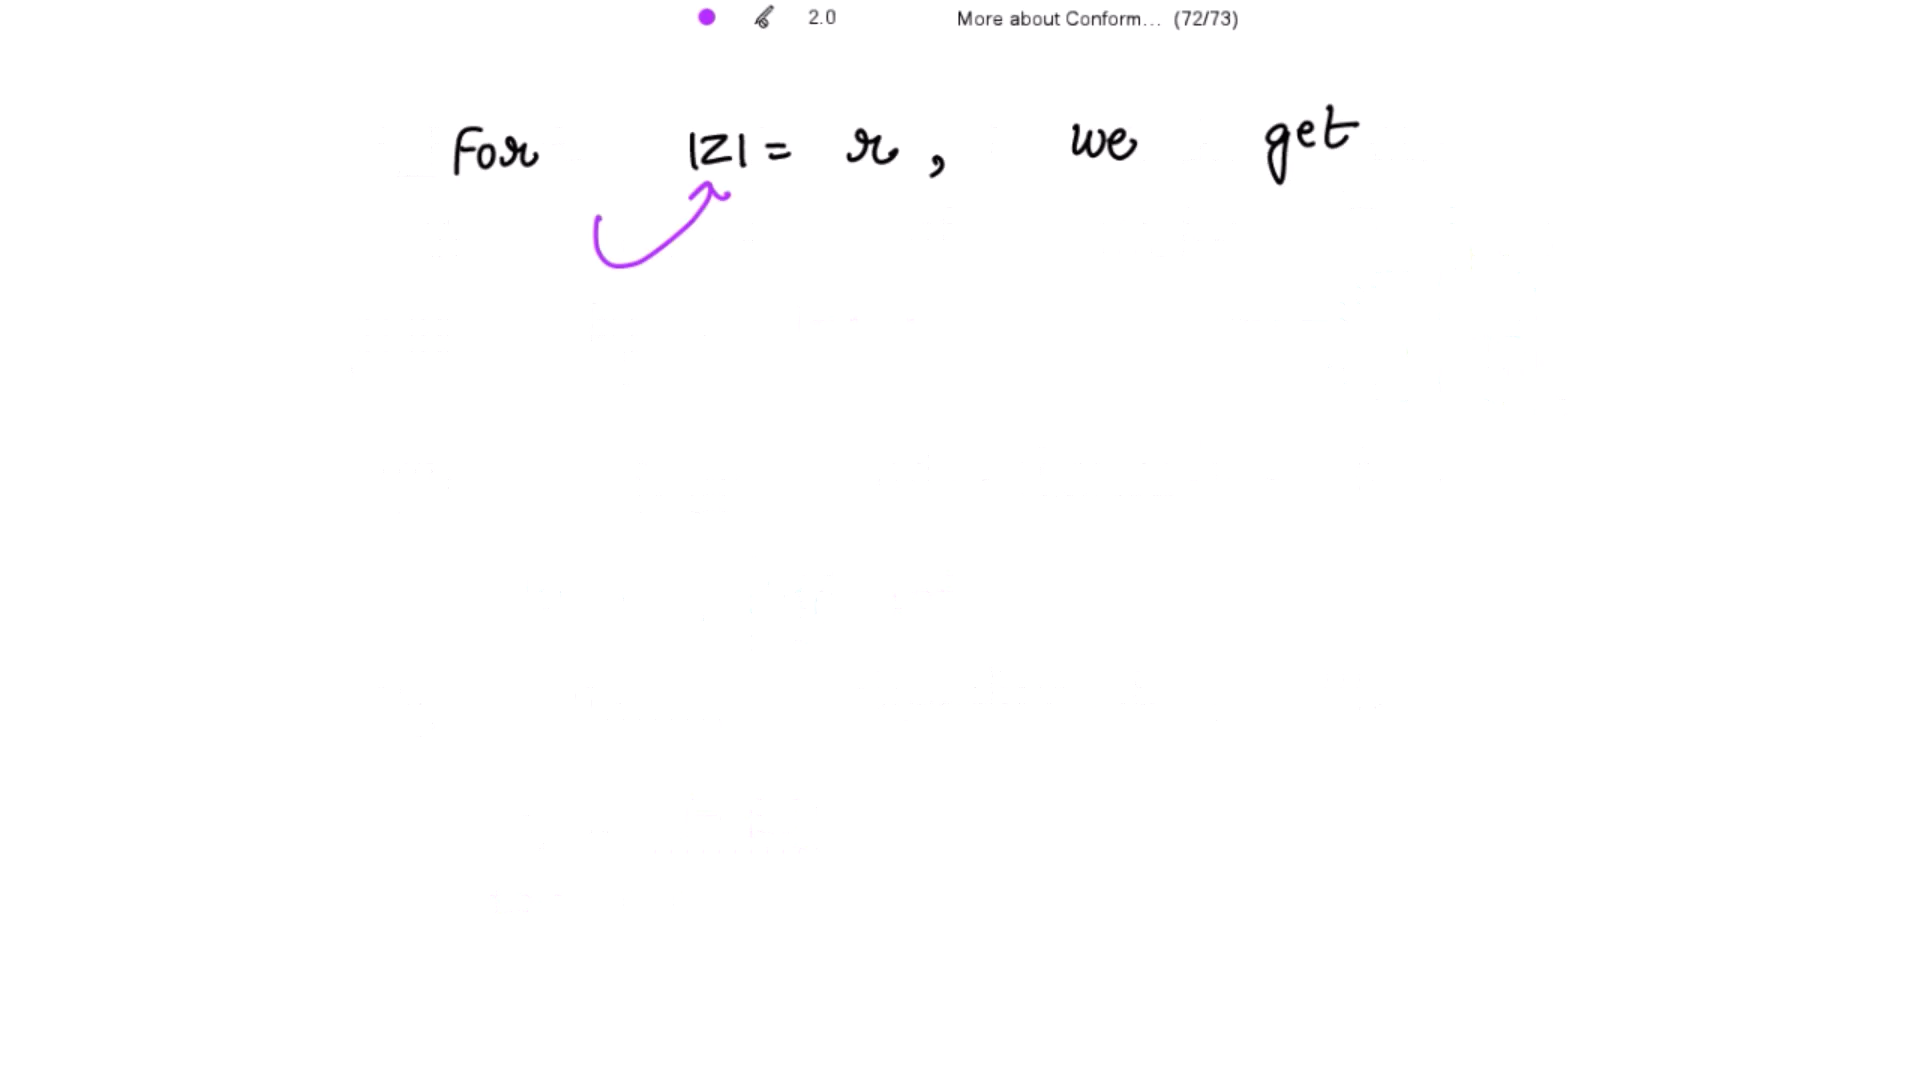 2.0 More about Conform... (72/73)
For |z| = r, we get